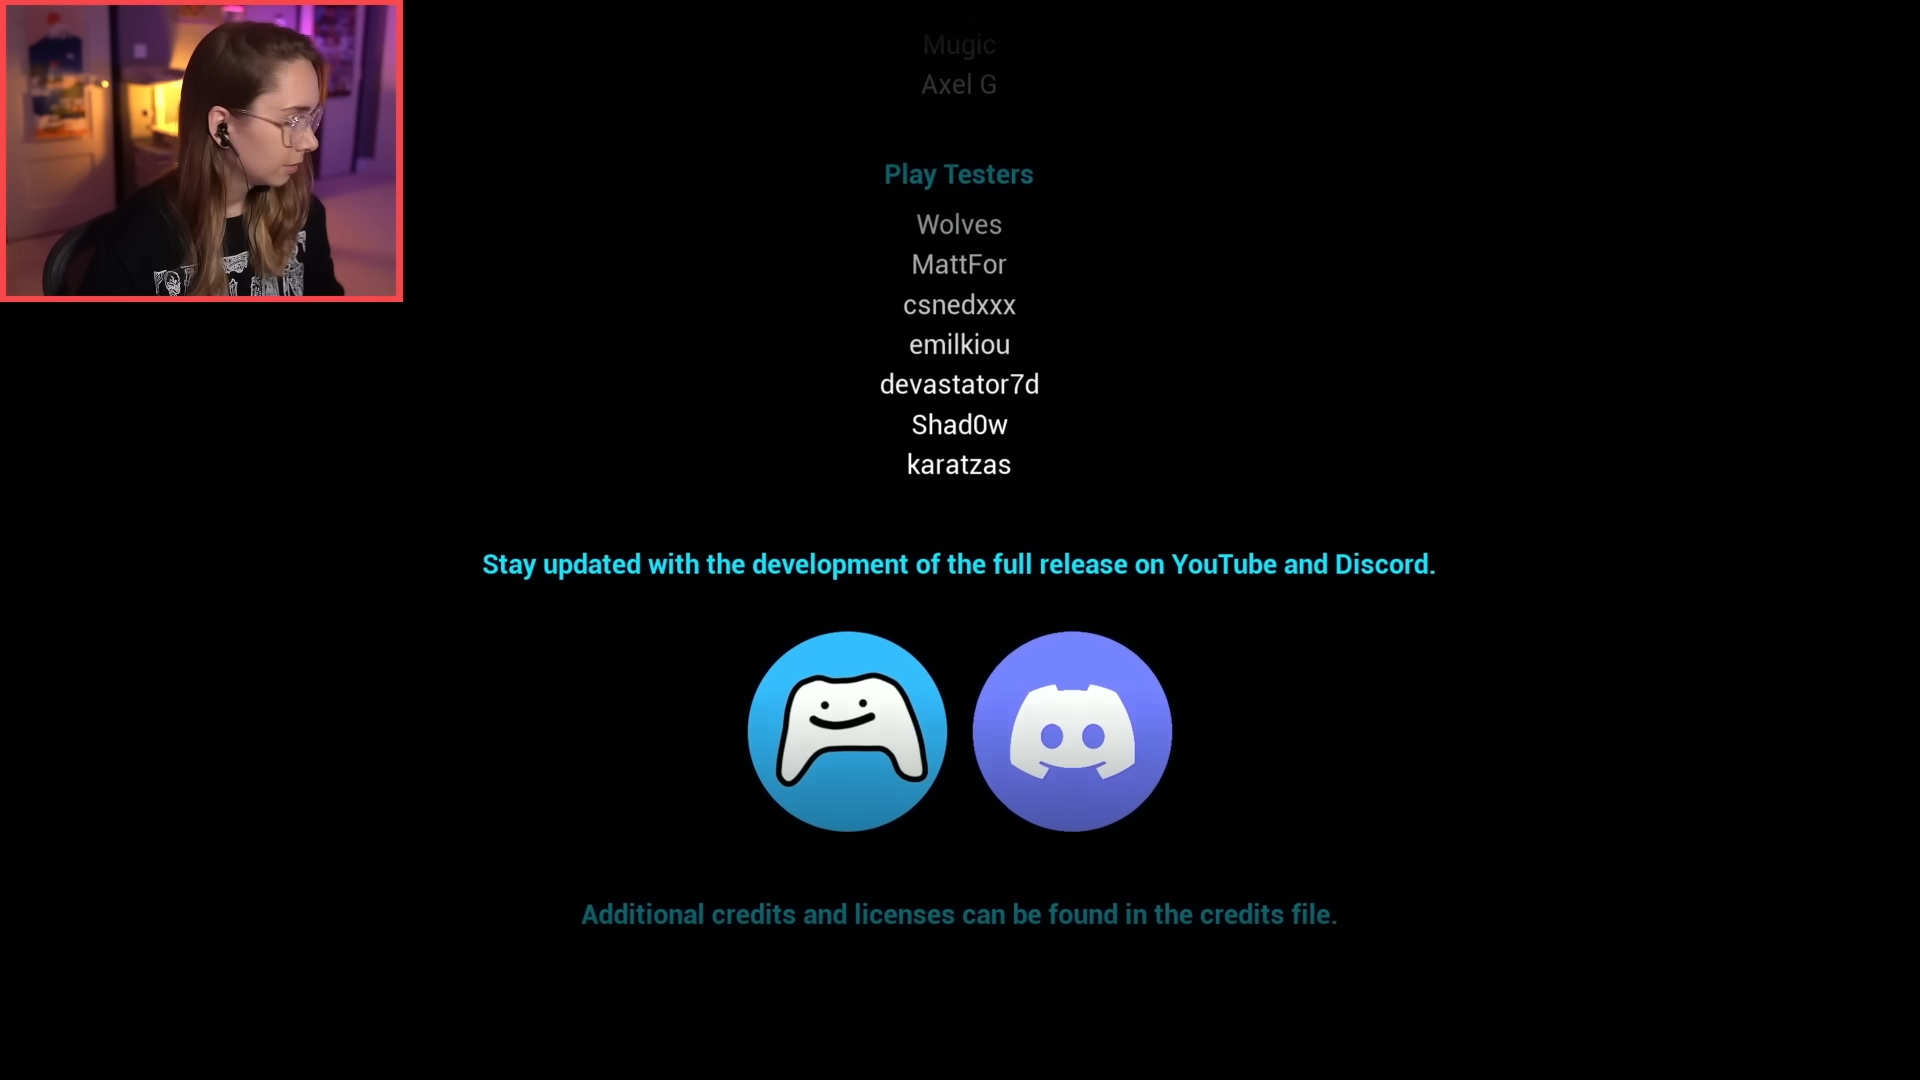 Mugic
Axel G
Play Testers
Wolves
MattFor
csnedxxx
emilkiou
devastator7d
Shad0w
karatzas
Stay updated with the development of the full release on YouTube and Discord.
Additional credits and licenses can be found in the credits file.